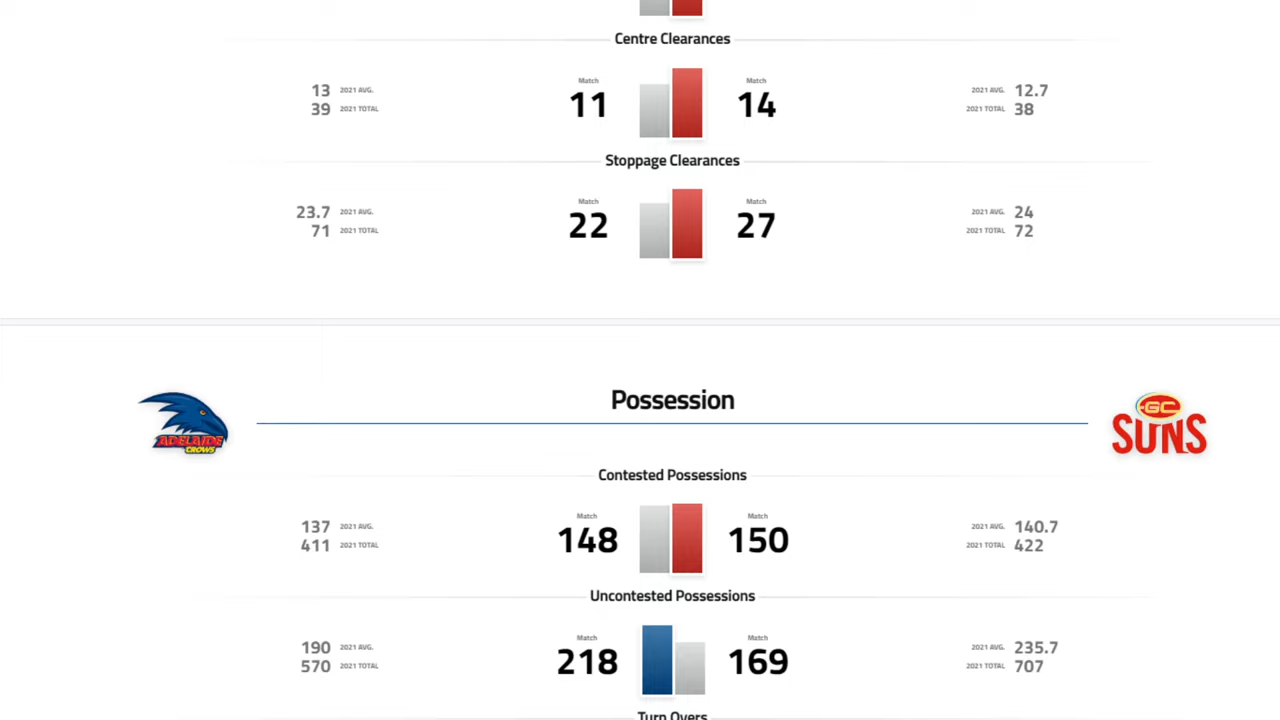 Centre Clearances
13 2021 AVG. Match 11 Match 14 2021 AVG. 12.7
39 2021 TOTAL 2021 TOTAL 38
Stoppage Clearances
23.7 2021 AVG. Match 22 Match 27 2021 AVG. 24
71 2021 TOTAL 2021 TOTAL 72
Possession
ADELAIDE
CROWS
GC
SUNS
Contested Possessions
137 2021 AVG. Match 148 Match 150 2021 AVG. 140.7
411 2021 TOTAL 2021 TOTAL 422
Uncontested Possessions
190 2021 AVG. Match 218 Match 169 2021 AVG. 235.7
570 2021 TOTAL 2021 TOTAL 707
Turn Overs